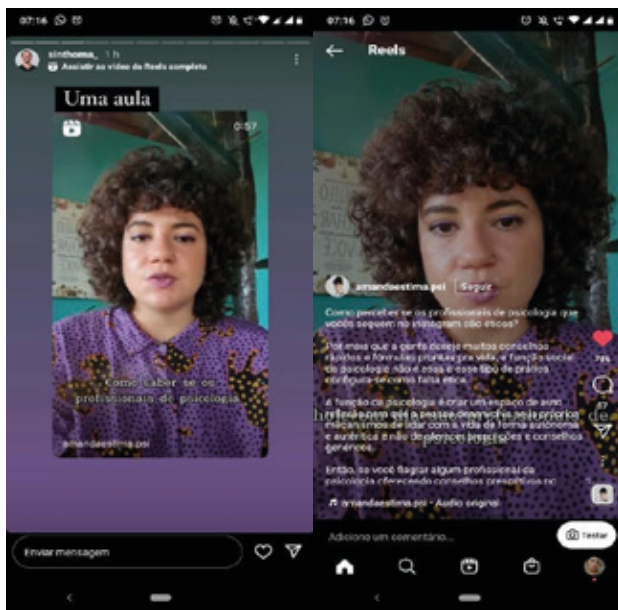 07:16
sinthoma_ 1 h
Assistir ao vídeo do Reels completo
Uma aula
0:57
Como saber se os
profissionais de psicologia
amandaestima.psi
Enviar mensagem
07:16
Reels
amandaestima.psi Seguir
Como perceber se os profissionais de psicologia que
vocês seguem no instagram são éticos?
Por mais que a gente deseje muitos conselhos
rápidos e fórmulas prontas pra vida, a função social
da psicologia não é essa e esse tipo de prática
configura-se como falta ética.
A função da psicologia é criar um espaço de auto
reflexão com que a pessoa desenvolva seus próprios
mecanismos de lidar com a vida de forma autônoma
e autêntica e não de oferecer prescrições e conselhos
genéricos.
Então, se você flagrar algum profissional da
psicologia oferecendo conselhos prescritivos no
amandaestima.psi • Áudio original
Adicione um comentário...
Testar